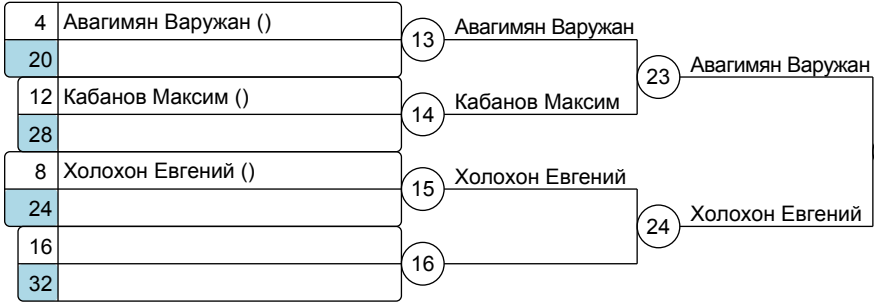 4 Авагимян Варужан ()
20
13 Авагимян Варужан
12 Кабанов Максим ()
28
14 Кабанов Максим
23 Авагимян Варужан
8 Холохон Евгений ()
24
15 Холохон Евгений
16
32
16
24 Холохон Евгений